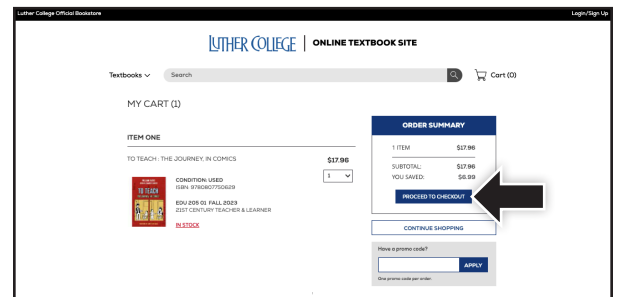 Luther College Official Bookstore
Login/Sign Up
LUTHER COLLEGE
ONLINE TEXTBOOK SITE
Textbooks
Search
Cart (0)
MY CART (1)
ITEM ONE
TO TEACH : THE JOURNEY, IN COMICS
$17.96
1
TO TEACH
CONDITION: USED
ISBN: 9780807750629
EDU 205 01 FALL 2023
21ST CENTURY TEACHER & LEARNER
IN STOCK
ORDER SUMMARY
1 ITEM $17.96
SUBTOTAL: $17.96
YOU SAVED: $6.99
PROCEED TO CHECKOUT
CONTINUE SHOPPING
Have a promo code?
APPLY
One promo code per order.